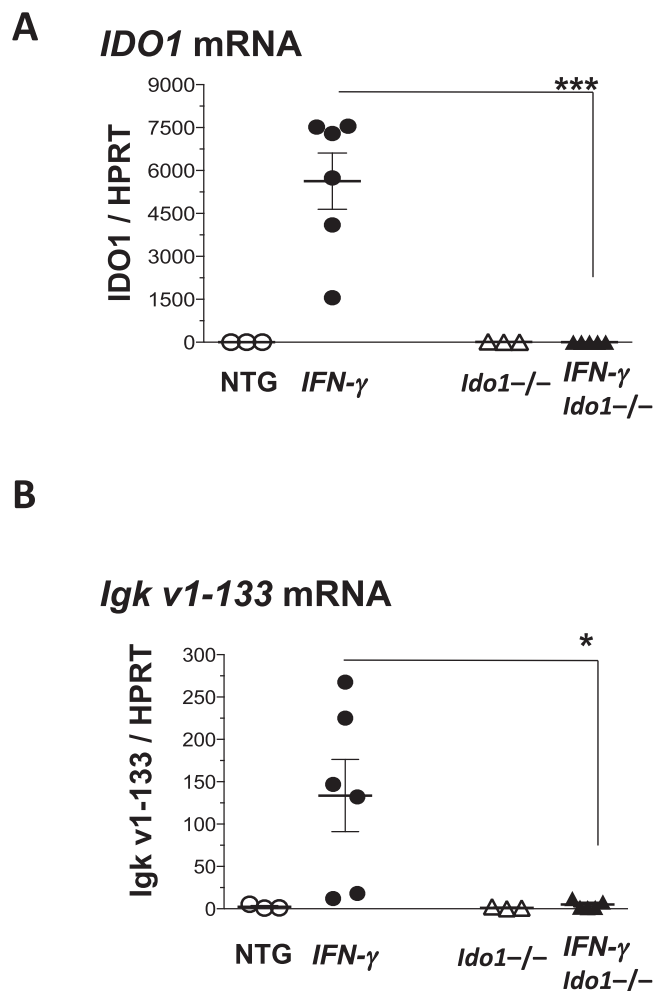 A
IDO1 mRNA
***
IDO1 / HPRT
9000
7500
6000
4500
3000
1500
0
NTG
IFN-γ
Ido1–/–
IFN-γ
Ido1–/–
B
Igk v1-133 mRNA
*
Igk v1-133 / HPRT
300
250
200
150
100
50
0
NTG
IFN-γ
Ido1–/–
IFN-γ
Ido1–/–